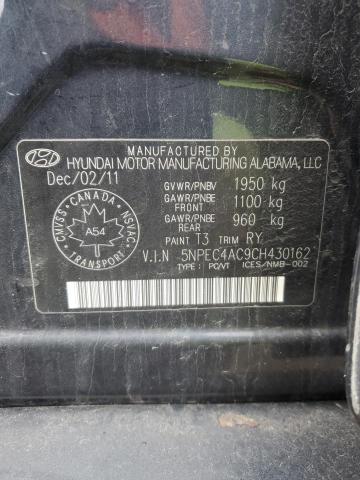 MANUFACTURED BY
HYUNDAI MOTOR MANUFACTURING ALABAMA, LLC
Dec/02/11
GVWR/PNBV 1950 kg
GAWR/PNBE FRONT 1100 kg
GAWR/PNBE REAR 960 kg
PAINT T3 TRIM RY
V.I.N 5NPEC4AC9CH430162
TYPE : PC/VT ICES/NMB-002
CMVSS CANADA NSVAC
A54
TRANSPORT